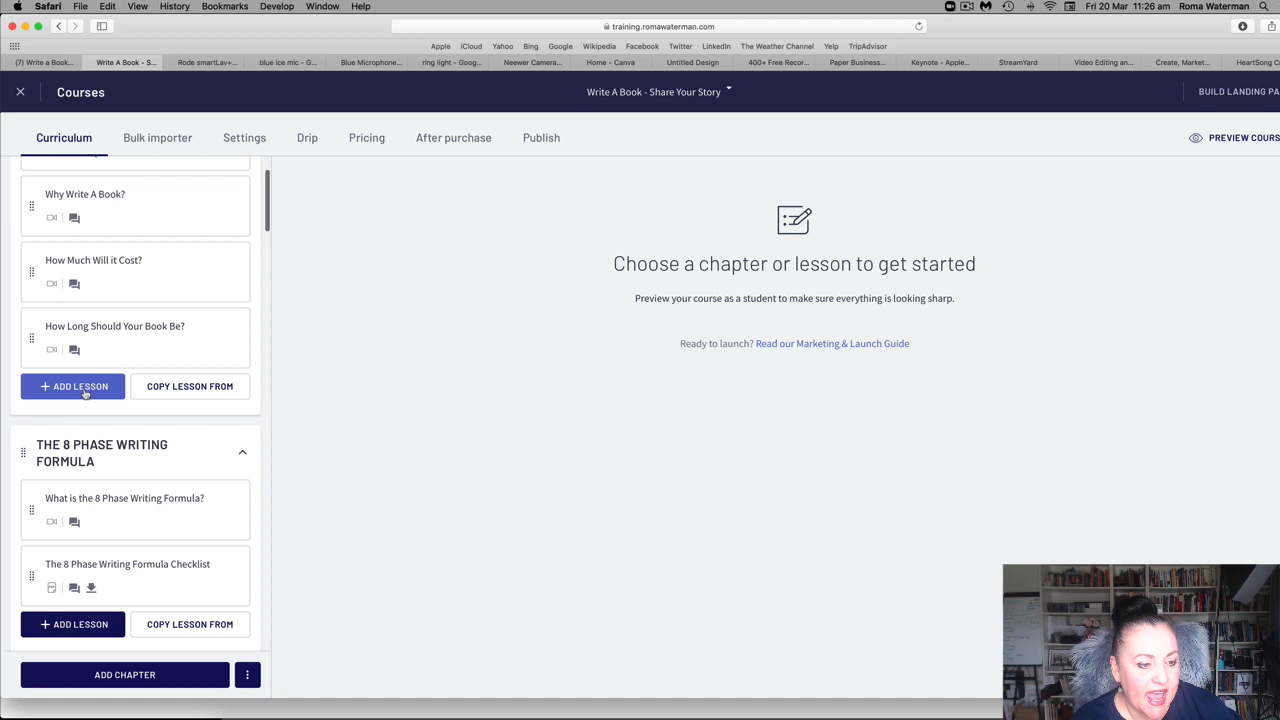 Safari File Edit View History Bookmarks Develop Window Help Fri 20 Mar 11:26 am Roma Waterman
training.romawaterman.com
Apple iCloud Yahoo Bing Google Wikipedia Facebook Twitter LinkedIn The Weather Channel Yelp TripAdvisor
(7) Write a Book... Write A Book - S... Rode smartLav+... blue ice mic - G... Blue Microphone... ring light - Goog... Neewer Camera... Home - Canva Untitled Design 400+ Free Recor... Paper Business... Keynote - Apple... StreamYard Video Editing an... Create, Market... HeartSong C
Courses
Write A Book - Share Your Story
BUILD LANDING PA
Curriculum Bulk importer Settings Drip Pricing After purchase Publish
PREVIEW COURS
Why Write A Book?
How Much Will it Cost?
How Long Should Your Book Be?
+ ADD LESSON COPY LESSON FROM
THE 8 PHASE WRITING
FORMULA
What is the 8 Phase Writing Formula?
The 8 Phase Writing Formula Checklist
+ ADD LESSON COPY LESSON FROM
ADD CHAPTER
Choose a chapter or lesson to get started
Preview your course as a student to make sure everything is looking sharp.
Ready to launch? Read our Marketing & Launch Guide